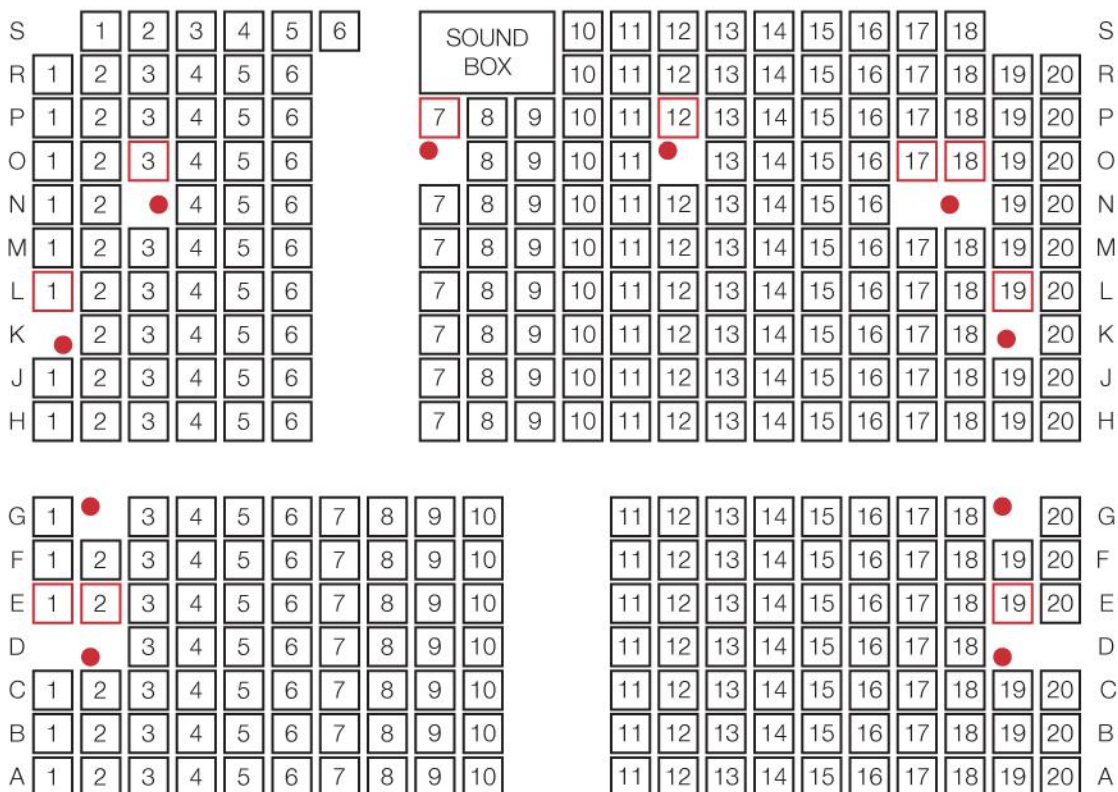 S 1 2 3 4 5 6 SOUND BOX 10 11 12 13 14 15 16 17 18 S
R 1 2 3 4 5 6 10 11 12 13 14 15 16 17 18 19 20 R
P 1 2 3 4 5 6 7 8 9 10 11 12 13 14 15 16 17 18 19 20 P
O 1 2 3 4 5 6 8 9 10 11 13 14 15 16 17 18 19 20 O
N 1 2 4 5 6 7 8 9 10 11 12 13 14 15 16 19 20 N
M 1 2 3 4 5 6 7 8 9 10 11 12 13 14 15 16 17 18 19 20 M
L 1 2 3 4 5 6 7 8 9 10 11 12 13 14 15 16 17 18 19 20 L
K 2 3 4 5 6 7 8 9 10 11 12 13 14 15 16 17 18 20 K
J 1 2 3 4 5 6 7 8 9 10 11 12 13 14 15 16 17 18 19 20 J
H 1 2 3 4 5 6 7 8 9 10 11 12 13 14 15 16 17 18 19 20 H
G 1 3 4 5 6 7 8 9 10 11 12 13 14 15 16 17 18 20 G
F 1 2 3 4 5 6 7 8 9 10 11 12 13 14 15 16 17 18 19 20 F
E 1 2 3 4 5 6 7 8 9 10 11 12 13 14 15 16 17 18 19 20 E
D 3 4 5 6 7 8 9 10 11 12 13 14 15 16 17 18 D
C 1 2 3 4 5 6 7 8 9 10 11 12 13 14 15 16 17 18 19 20 C
B 1 2 3 4 5 6 7 8 9 10 11 12 13 14 15 16 17 18 19 20 B
A 1 2 3 4 5 6 7 8 9 10 11 12 13 14 15 16 17 18 19 20 A